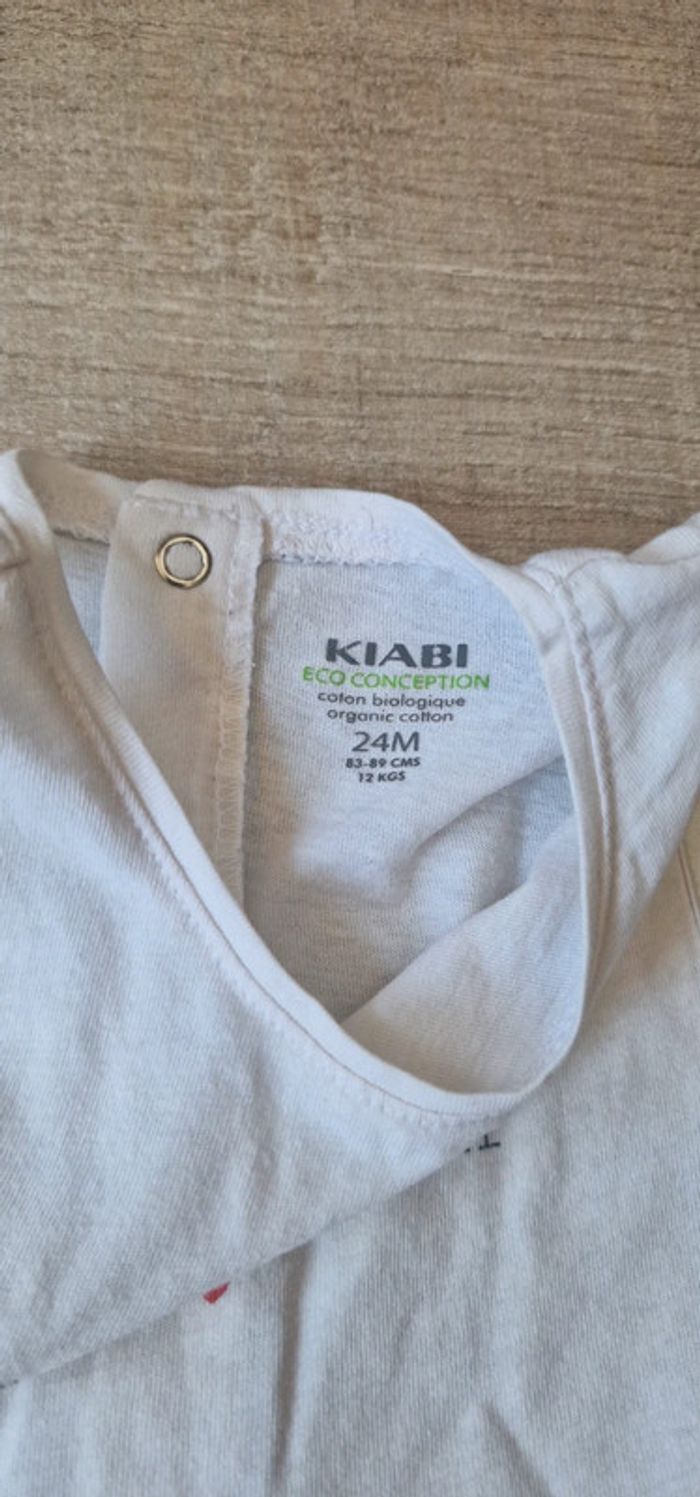 KIABI
ECO CONCEPTION
coton biologique
organic cotton
24M
83-89 CMS
12 KGS